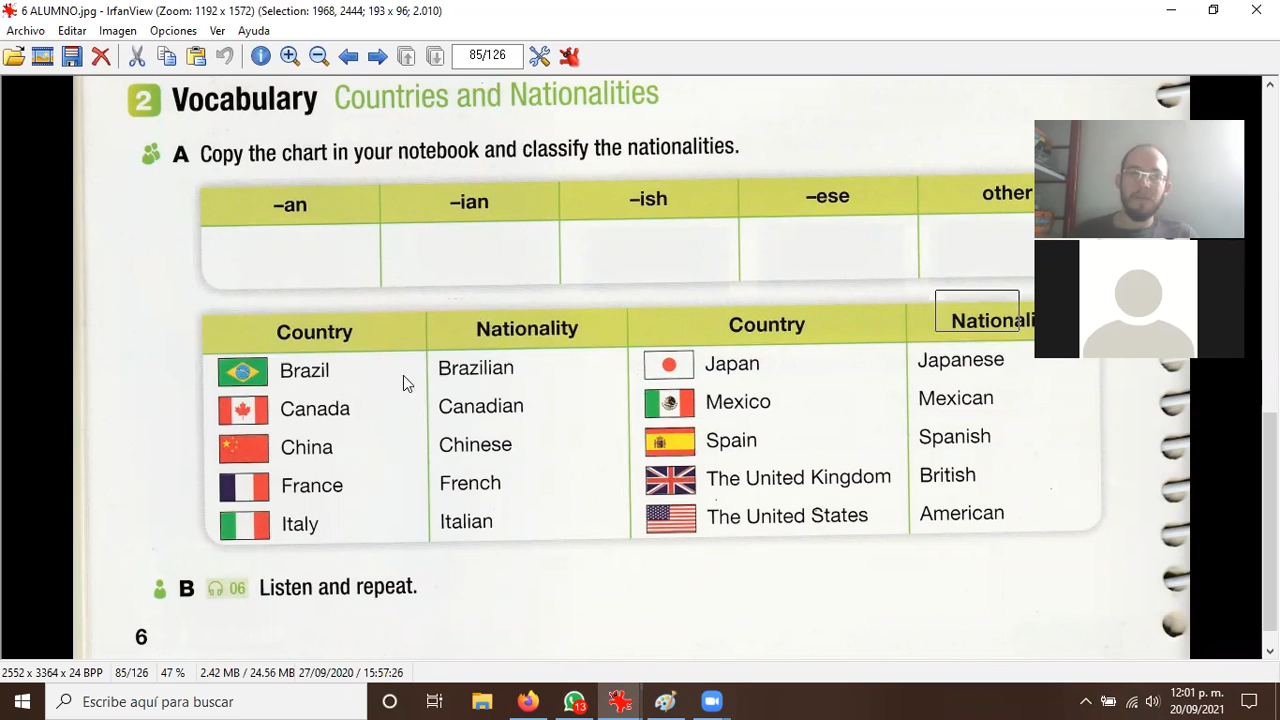 6 ALUMNO.jpg - IrfanView (Zoom: 1192 x 1572) (Selection: 1968, 2444; 193 x 96; 2.010)
Archivo Editar Imagen Opciones Ver Ayuda
85/126
2 Vocabulary Countries and Nationalities
A Copy the chart in your notebook and classify the nationalities.
–an –ian –ish –ese other
Country Nationality Country
Brazil Brazilian Japan Japanese
Canada Canadian Mexico Mexican
China Chinese Spain Spanish
France French The United Kingdom British
Italy Italian The United States American
B 06 Listen and repeat.
6
2552 x 3364 x 24 BPP 85/126 47 % 2.42 MB / 24.56 MB 27/09/2020 / 15:57:26
Escribe aquí para buscar
13
12:01 p. m.
20/09/2021